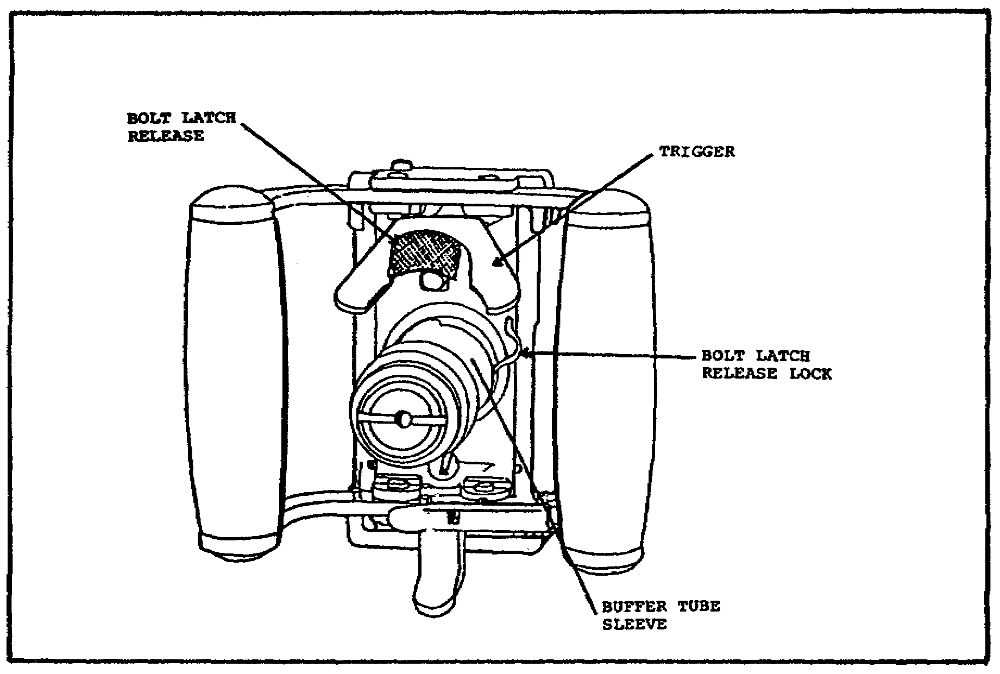 BOLT LATCH
RELEASE
TRIGGER
BOLT LATCH
RELEASE LOCK
BUFFER TUBE
SLEEVE